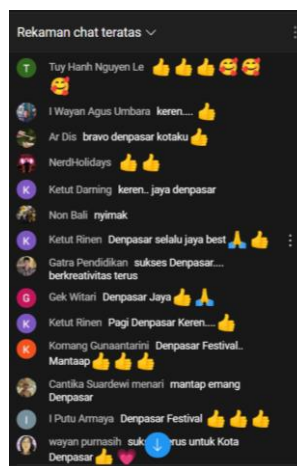 Rekaman chat teratas
T Tuy Hanh Nguyen Le 👍👍👍🥰🥰
🥰
I Wayan Agus Umbara keren.... 👍
Ar Dis bravo denpasar kotaku👍
NerdHolidays 👍👍
K Ketut Darning keren.. jaya denpasar
Non Bali nyimak
K Ketut Rinen Denpasar selalu jaya best🙏👍
Gatra Pendidikan sukses Denpasar....
berkreativitas terus
G Gek Witari Denpasar Jaya👍🙏
K Ketut Rinen Pagi Denpasar Keren....👍
K Komang Gunaantarini Denpasar Festival..
Mantaap👍👍👍
Cantika Suardewi menari mantap emang
Denpasar
I I Putu Armaya Denpasar Festival 👍👍👍
wayan purnasih untuk Kota
Denpasar👍💗